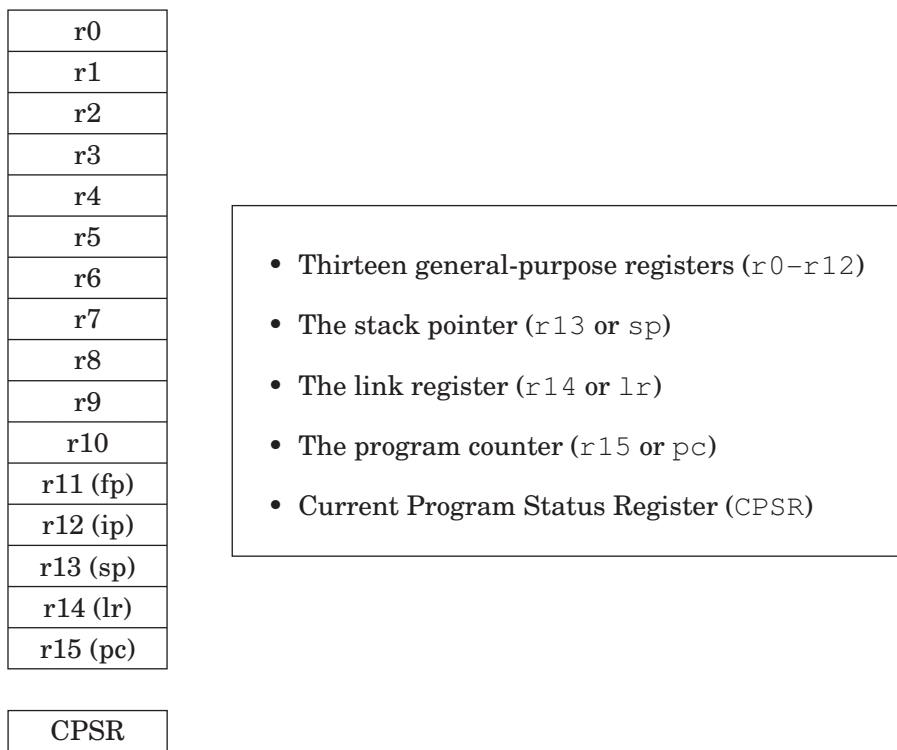 r0
r1
r2
r3
r4
r5
r6
r7
r8
r9
r10
r11 (fp)
r12 (ip)
r13 (sp)
r14 (lr)
r15 (pc)
CPSR
• Thirteen general-purpose registers (r0–r12)
• The stack pointer (r13 or sp)
• The link register (r14 or lr)
• The program counter (r15 or pc)
• Current Program Status Register (CPSR)